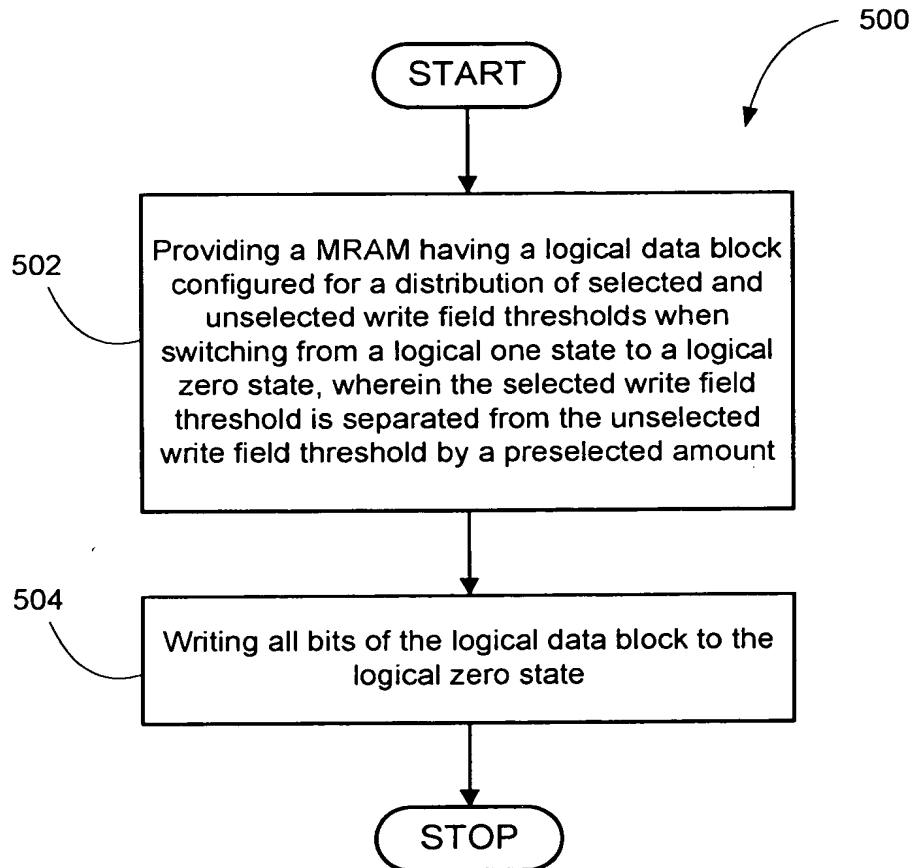 500
START
502
Providing a MRAM having a logical data block
configured for a distribution of selected and
unselected write field thresholds when
switching from a logical one state to a logical
zero state, wherein the selected write field
threshold is separated from the unselected
write field threshold by a preselected amount
504
Writing all bits of the logical data block to the
logical zero state
STOP